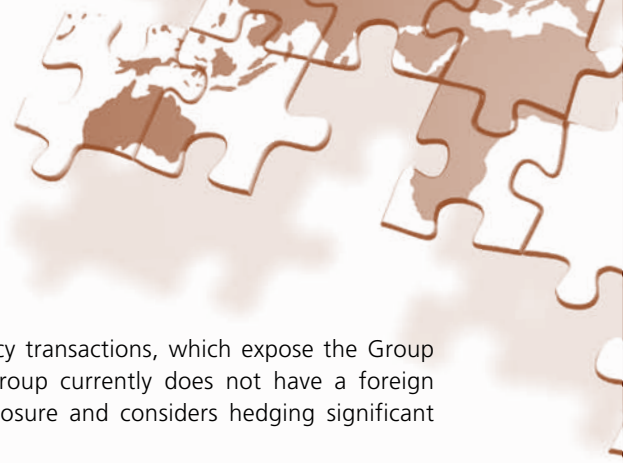 cy transactions, which expose the Group
roup currently does not have a foreign
osure and considers hedging significant